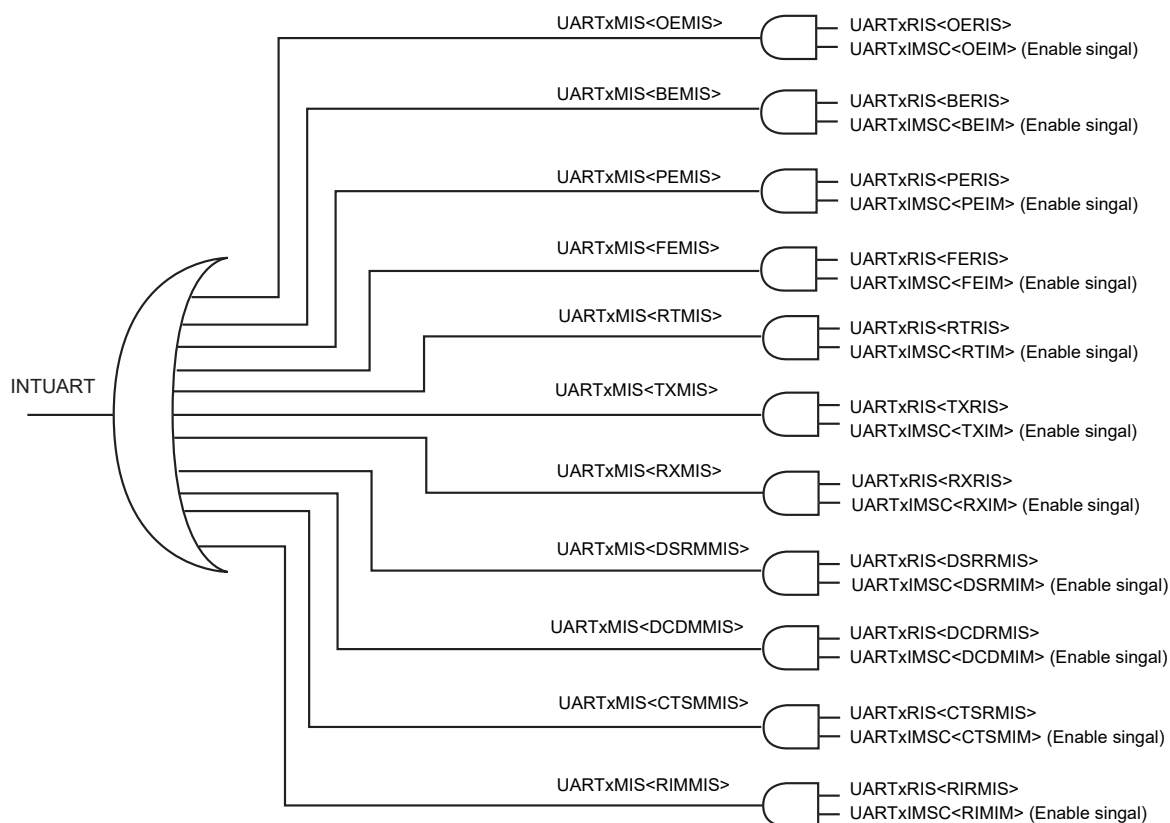 UARTxMIS<OEMIS>
UARTxRIS<OERIS>
UARTxIMSC<OEIM> (Enable singal)
UARTxMIS<BEMIS>
UARTxRIS<BERIS>
UARTxIMSC<BEIM> (Enable singal)
UARTxMIS<PEMIS>
UARTxRIS<PERIS>
UARTxIMSC<PEIM> (Enable singal)
UARTxMIS<FEMIS>
UARTxRIS<FERIS>
UARTxIMSC<FEIM> (Enable singal)
UARTxMIS<RTMIS>
UARTxRIS<RTRIS>
UARTxIMSC<RTIM> (Enable singal)
INTUART
UARTxMIS<TXMIS>
UARTxRIS<TXRIS>
UARTxIMSC<TXIM> (Enable singal)
UARTxMIS<RXMIS>
UARTxRIS<RXRIS>
UARTxIMSC<RXIM> (Enable singal)
UARTxMIS<DSRMMIS>
UARTxRIS<DSRRMIS>
UARTxIMSC<DSRMIM> (Enable singal)
UARTxMIS<DCDMMIS>
UARTxRIS<DCDRMIS>
UARTxIMSC<DCDMIM> (Enable singal)
UARTxMIS<CTSMMIS>
UARTxRIS<CTSRMIS>
UARTxIMSC<CTSMIM> (Enable singal)
UARTxMIS<RIMMIS>
UARTxRIS<RIRMIS>
UARTxIMSC<RIMIM> (Enable singal)